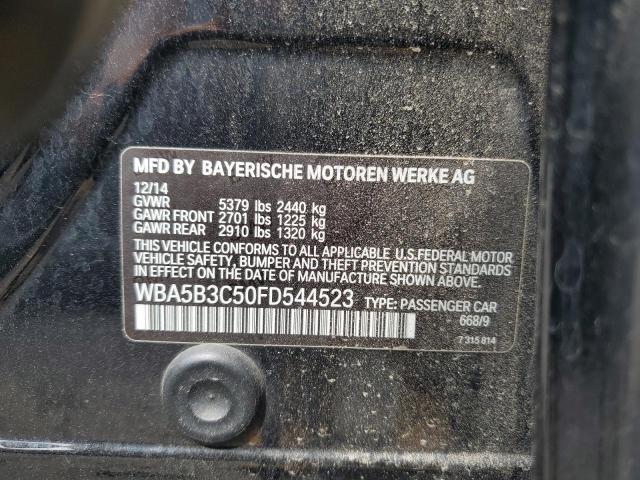 MFD BY BAYERISCHE MOTOREN WERKE AG
12/14
GVWR 5379 lbs 2440 kg
GAWR FRONT 2701 lbs 1225 kg
GAWR REAR 2910 lbs 1320 kg
THIS VEHICLE CONFORMS TO ALL APPLICABLE U.S.FEDERAL MOTOR
VEHICLE SAFETY, BUMPER AND THEFT PREVENTION STANDARDS
IN EFFECT ON THE DATE OF MANUFACTURE SHOWN ABOVE.
WBA5B3C50FD544523 TYPE: PASSENGER CAR
668/9
7 315 814